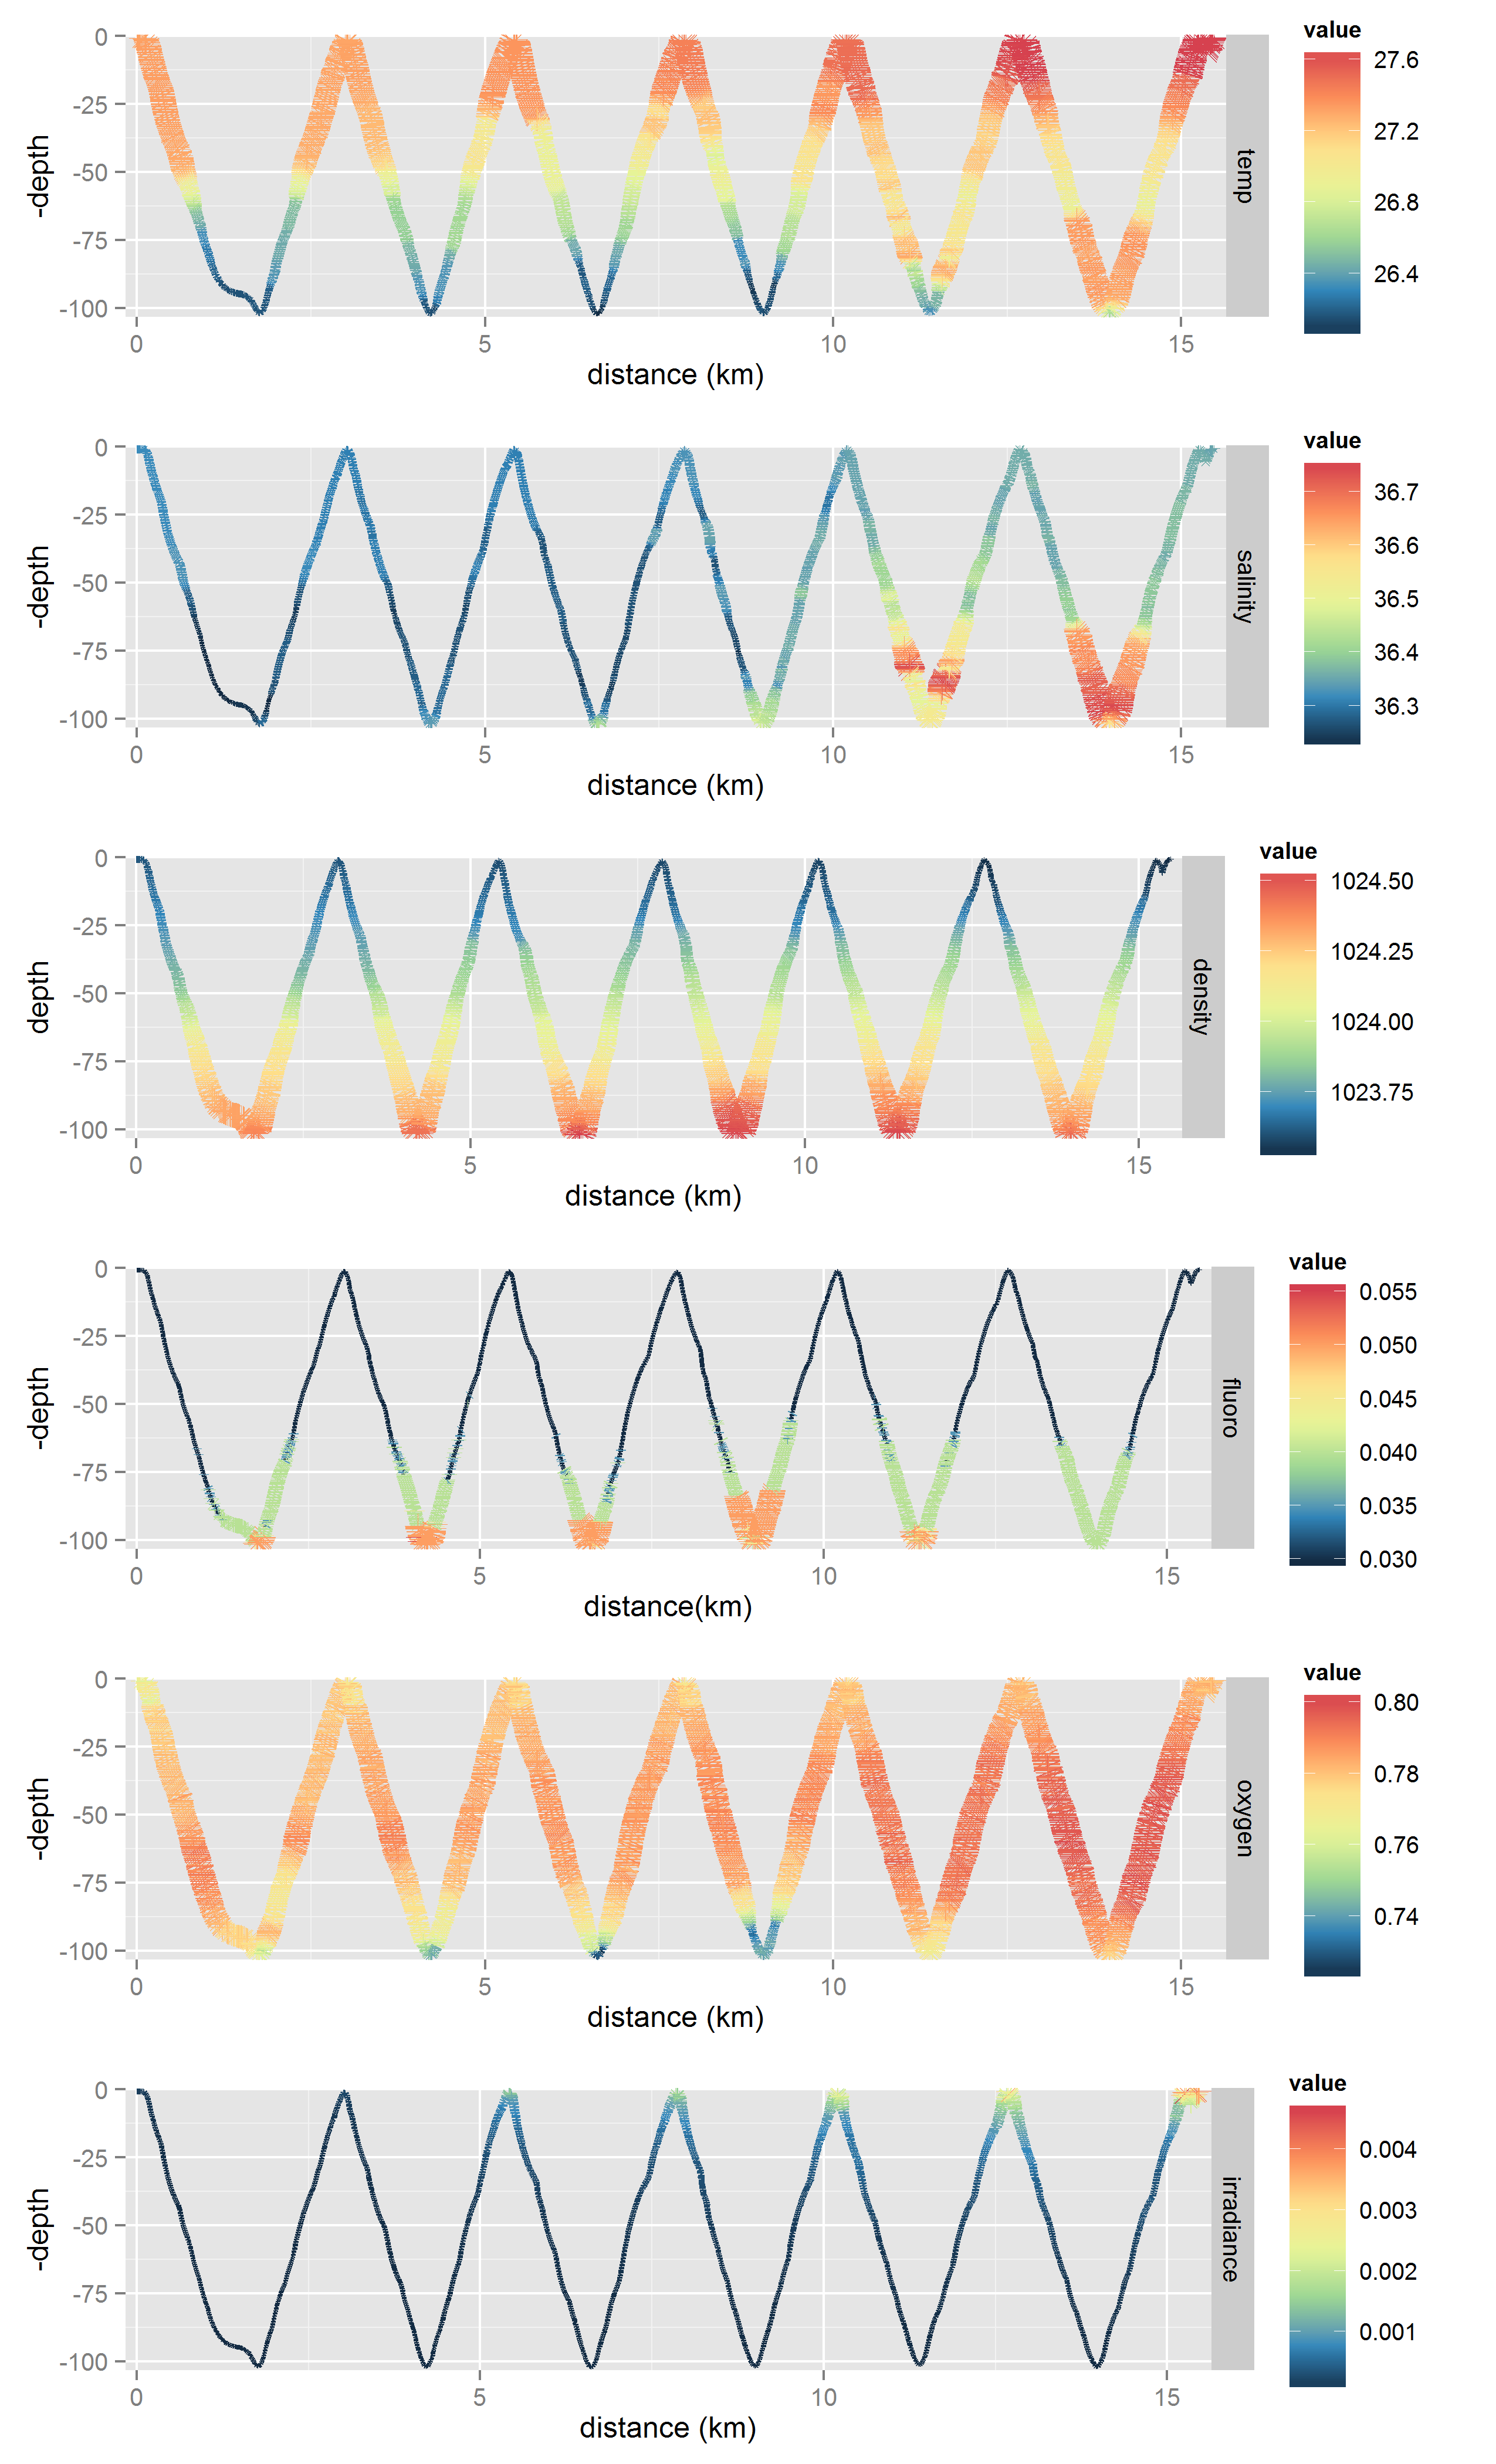 value
0
-25
-50
-75
-100
-depth
temp
27.6
27.2
26.8
26.4
0 5 10 15
distance (km)
value
0
-25
-50
-75
-100
-depth
salinity
36.7
36.6
36.5
36.4
36.3
0 5 10 15
distance (km)
value
0
-25
-50
-75
-100
depth
density
1024.50
1024.25
1024.00
1023.75
0 5 10 15
distance (km)
value
0
-25
-50
-75
-100
-depth
fluoro
0.055
0.050
0.045
0.040
0.035
0.030
0 5 10 15
distance(km)
value
0
-25
-50
-75
-100
-depth
oxygen
0.80
0.78
0.76
0.74
0 5 10 15
distance (km)
value
0
-25
-50
-75
-100
-depth
irradiance
0.004
0.003
0.002
0.001
0 5 10 15
distance (km)